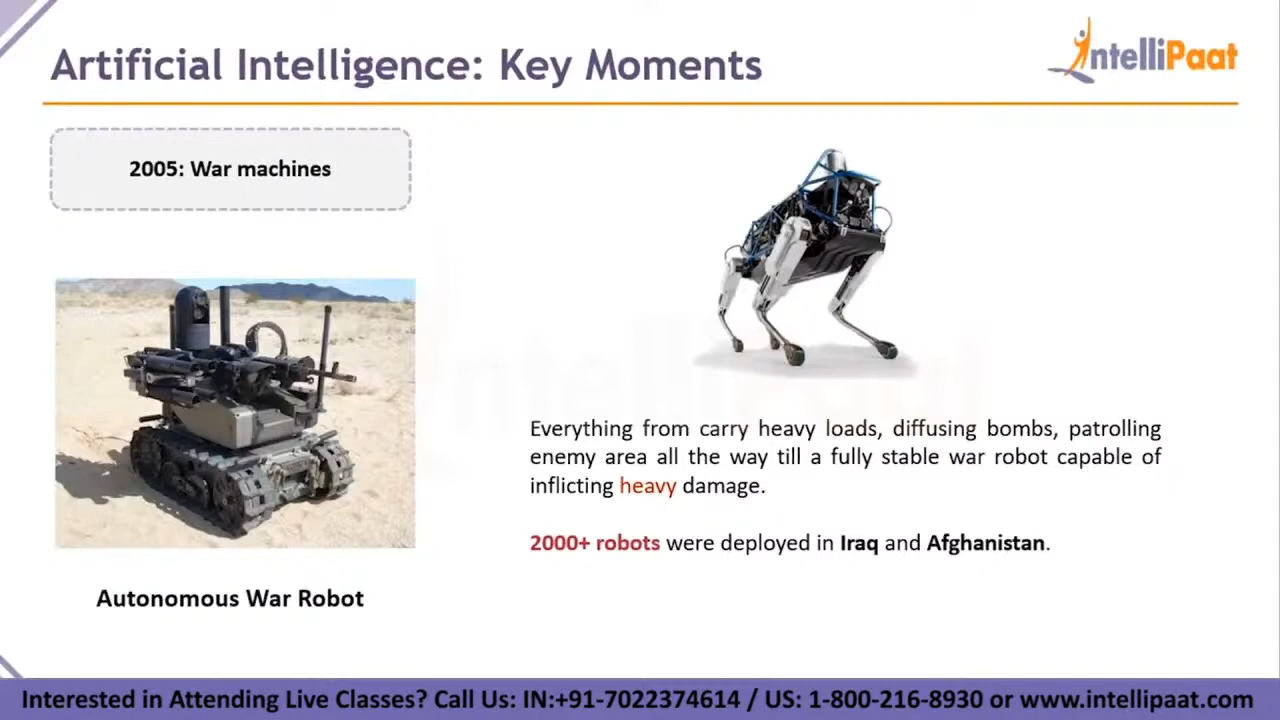 Artificial Intelligence: Key Moments
IntelliPaat
2005: War machines
Everything from carry heavy loads, diffusing bombs, patrolling
enemy area all the way till a fully stable war robot capable of
inflicting heavy damage.
2000+ robots were deployed in Iraq and Afghanistan.
Autonomous War Robot
Interested in Attending Live Classes? Call Us: IN:+91-7022374614 / US: 1-800-216-8930 or www.intellipaat.com